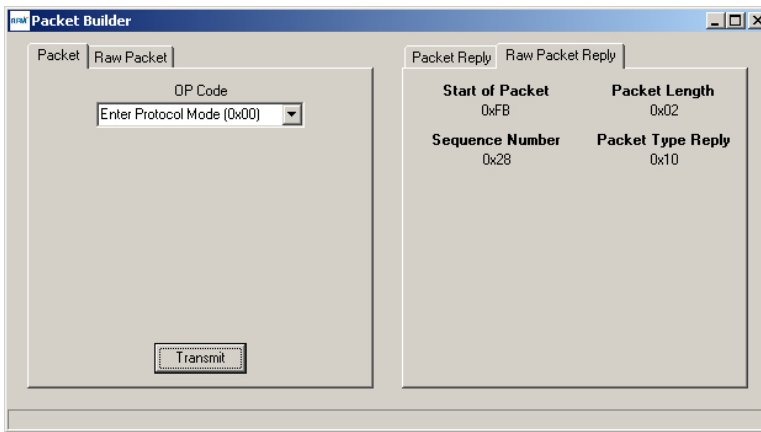 RFM Packet Builder
Packet Raw Packet
OP Code
Enter Protocol Mode (0x00)
Transmit
Packet Reply Raw Packet Reply
Start of Packet Packet Length
0xFB 0x02
Sequence Number Packet Type Reply
0x28 0x10